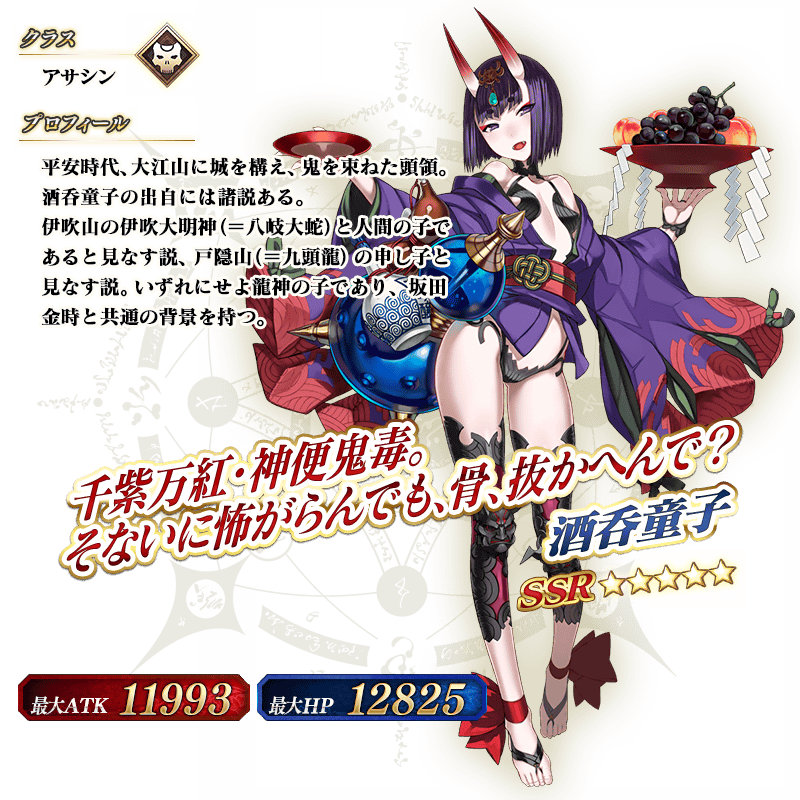 クラス
アサシン
プロフィール
平安時代、大江山に城を構え、鬼を束ねた頭領。
酒呑童子の出自には諸説ある。
伊吹山の伊吹大明神(＝八岐大蛇)と人間の子で
あると見なす説、戸隠山(＝九頭龍)の申し子と
見なす説。いずれにせよ龍神の子であり、坂田
金時と共通の背景を持つ。
千紫万紅・神便鬼毒。
そないに怖がらんでも、骨、抜かへんで？
酒呑童子
SSR☆☆☆☆☆
最大ATK 11993
最大HP 12825